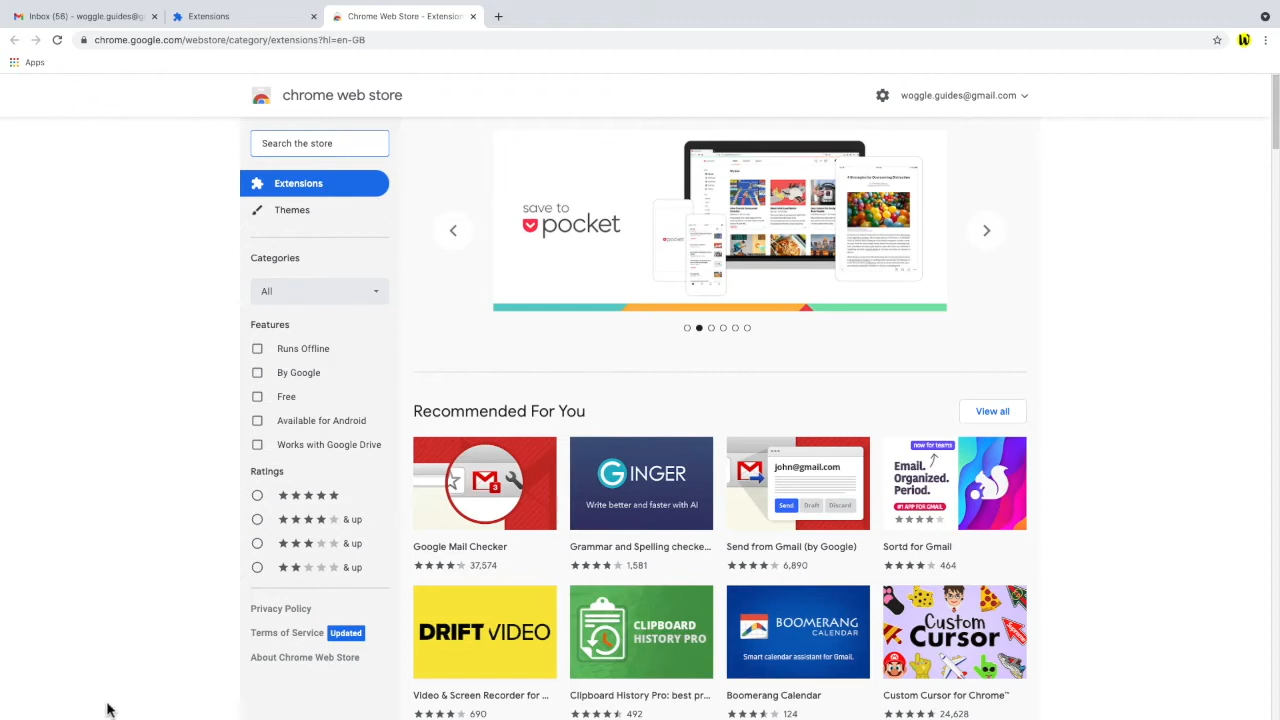 Inbox (56) - woggle.guides@g
Extensions
Chrome Web Store - Extension
chrome.google.com/webstore/category/extensions?hl=en-GB
Apps
chrome web store
woggle.guides@gmail.com
Search the store
Extensions
Themes
Categories
All
Features
Runs Offline
By Google
Free
Available for Android
Works with Google Drive
Ratings
& up
& up
& up
Privacy Policy
Terms of Service Updated
About Chrome Web Store
save to
pocket
Recommended For You
View all
3
GINGER
Write better and faster with AI
john@gmail.com
Send Draft Discard
now for teams
Email.
Organized.
Period.
#1 APP FOR GMAIL
Google Mail Checker
37,574
Grammar and Spelling checke...
1,581
Send from Gmail (by Google)
6,890
Sortd for Gmail
464
DRIFT VIDEO
CLIPBOARD
HISTORY PRO
BOOMERANG
CALENDAR
Smart calendar assistant for Gmail.
Custom
Cursor
Video & Screen Recorder for ...
690
Clipboard History Pro: best pr...
492
Boomerang Calendar
124
Custom Cursor for Chrome™
24,628